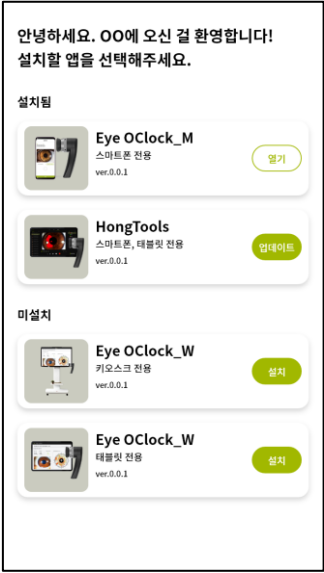 안녕하세요. OO에 오신 걸 환영합니다!
설치할 앱을 선택해주세요.
설치됨
Eye OClock_M
스마트폰 전용
ver.0.0.1
열기
HongTools
스마트폰, 태블릿 전용
ver.0.0.1
업데이트
미설치
Eye OClock_W
키오스크 전용
ver.0.0.1
설치
Eye OClock_W
태블릿 전용
ver.0.0.1
설치